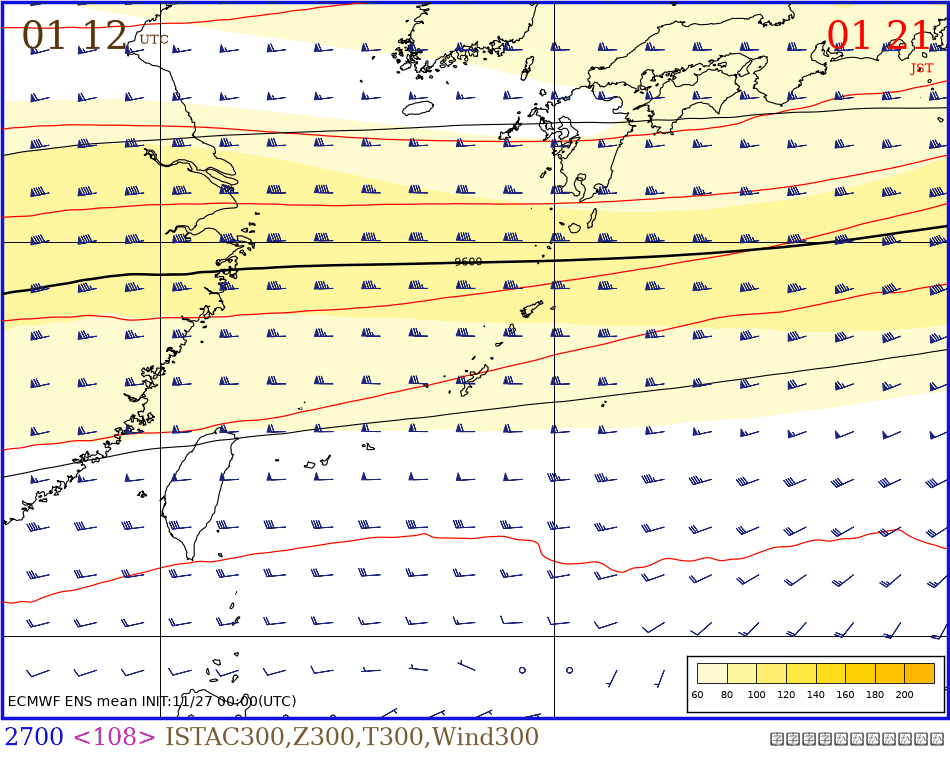 01 12 UTC
01 21
JST
9600
60 80 100 120 140 160 180 200
ECMWF ENS mean INIT:11/27 00:00(UTC)
2700 <108> ISTAC300,Z300,T300,Wind300